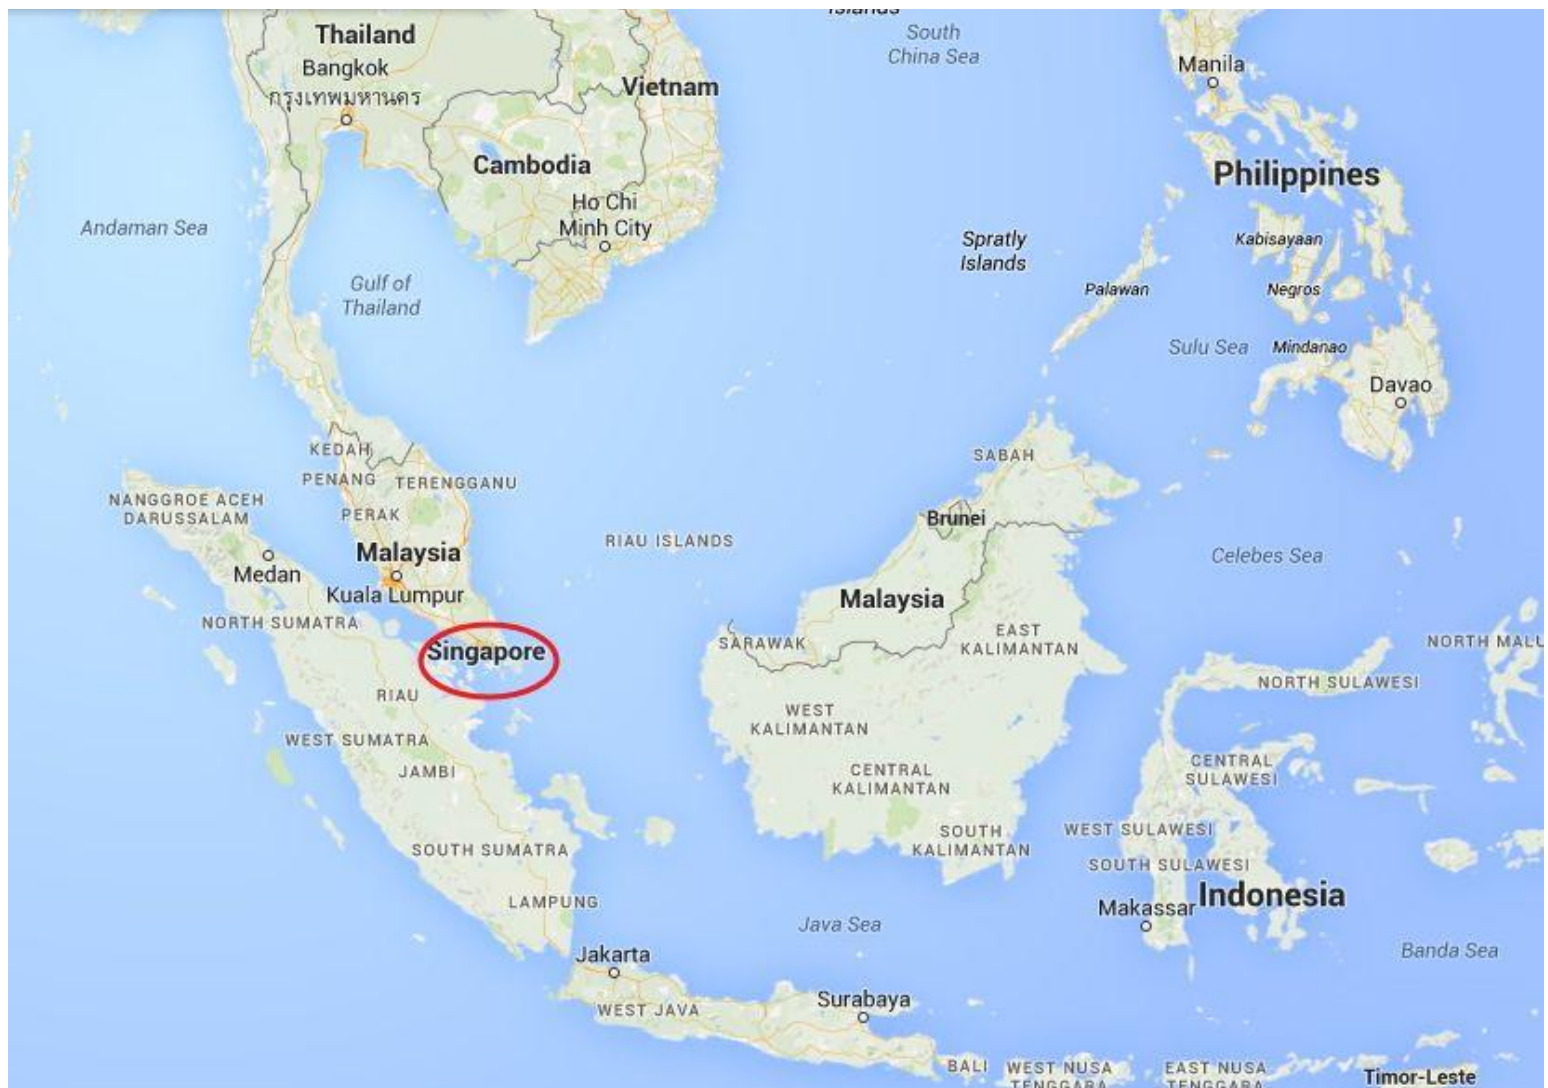 Islands
South
China Sea
Thailand
Bangkok
กรุงเทพมหานคร
Vietnam
Manila
Cambodia
Philippines
Ho Chi
Minh City
Andaman Sea
Spratly
Islands
Kabisayaan
Gulf of
Thailand
Palawan
Negros
Sulu Sea
Mindanao
Davao
KEDAH
PENANG
TERENGGANU
SABAH
NANGGROE ACEH
DARUSSALAM
PERAK
Brunei
RIAU ISLANDS
Malaysia
Celebes Sea
Medan
Kuala Lumpur
Malaysia
NORTH SUMATRA
SARAWAK
EAST
KALIMANTAN
NORTH MALU
Singapore
RIAU
NORTH SULAWESI
WEST
KALIMANTAN
WEST SUMATRA
JAMBI
CENTRAL
KALIMANTAN
CENTRAL
SULAWESI
SOUTH
KALIMANTAN
WEST SULAWESI
SOUTH SUMATRA
SOUTH SULAWESI
LAMPUNG
Indonesia
Makassar
Java Sea
Banda Sea
Jakarta
Surabaya
WEST JAVA
BALI
WEST NUSA
TENGGARA
EAST NUSA
TENGGARA
Timor-Leste